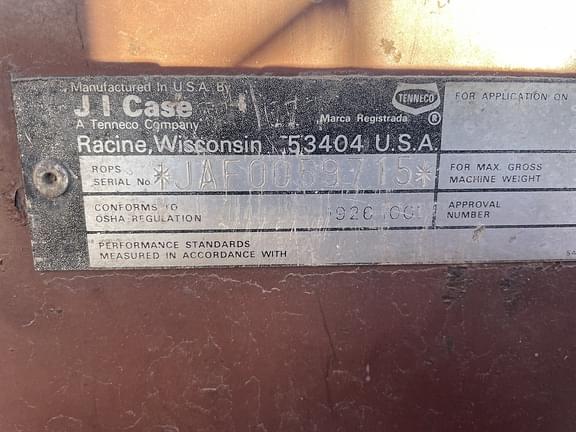 Manufactured In U.S.A. By
J I Case
A Tenneco Company
Racine, Wisconsin 53404 U.S.A.
TENNECO
Marca Registrada ®
FOR APPLICATION ON
ROPS
SERIAL No.
FOR MAX. GROSS
MACHINE WEIGHT
CONFORMS TO
OSHA REGULATION
APPROVAL
NUMBER
PERFORMANCE STANDARDS
MEASURED IN ACCORDANCE WITH